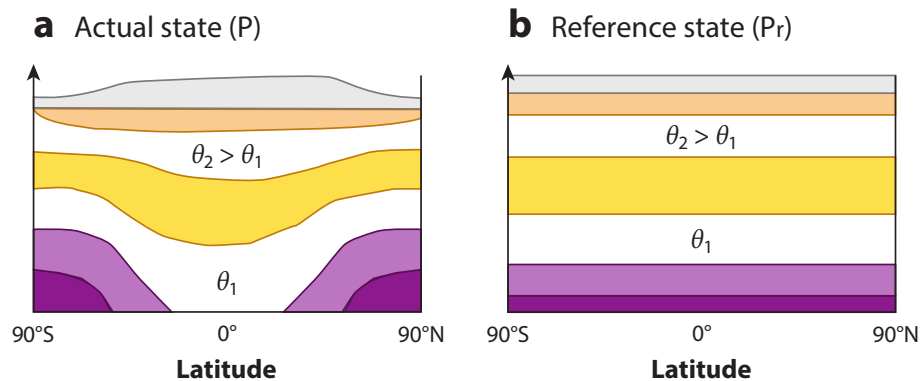 a Actual state (P)
θ₂ > θ₁
θ₁
90°S 0° 90°N
Latitude
b Reference state (Pr)
θ₂ > θ₁
θ₁
90°S 0° 90°N
Latitude